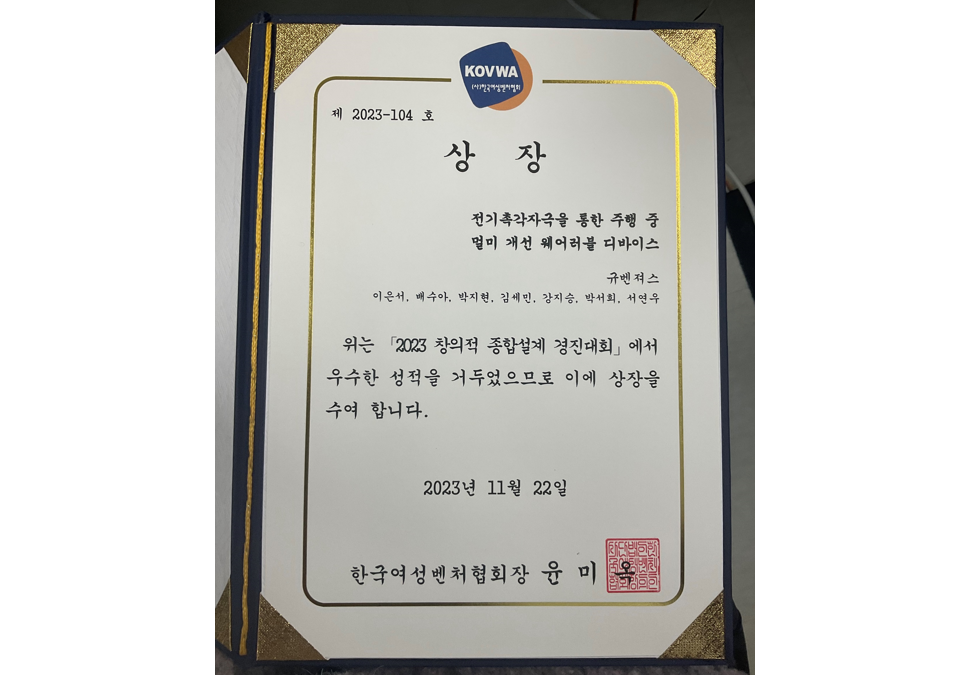 KOVWA
(사)한국여성벤처협회
제 2023-104 호
상 장
전기촉각자극을 통한 주행 중
멀미 개선 웨어러블 디바이스
규벤져스
이은서, 배수아, 박지현, 김세민, 강지승, 박서희, 서연우
위는 「2023 창의적 종합설계 경진대회」에서
우수한 성적을 거두었으므로 이에 상장을
수여 합니다.
2023년 11월 22일
한국여성벤처협회장 윤 미 옥